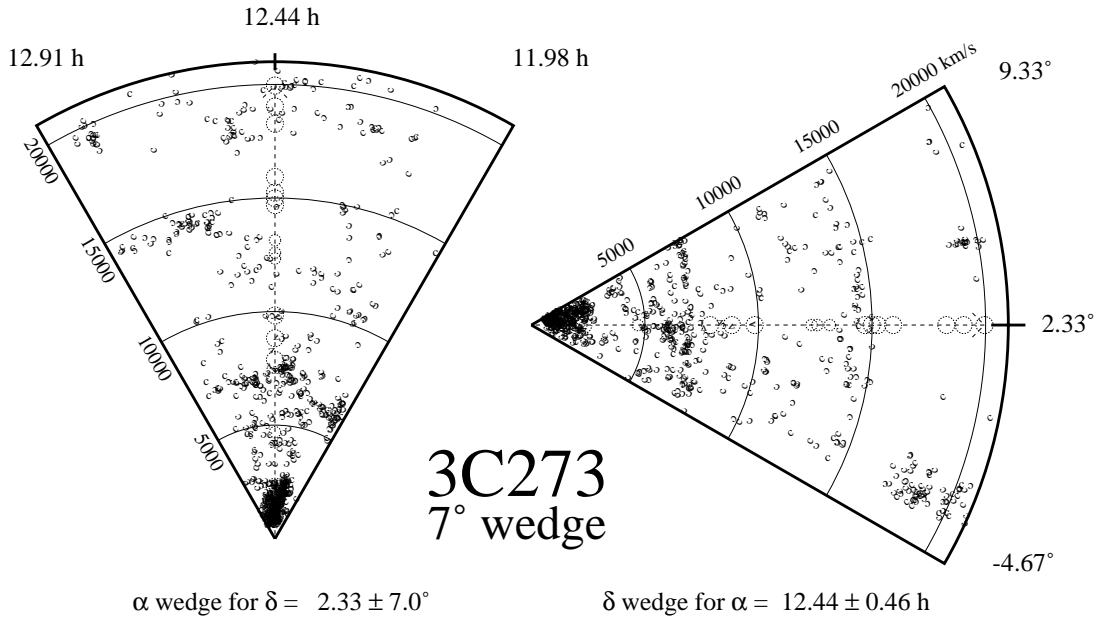 12.44 h
12.91 h
11.98 h
20000
15000
10000
5000
20000 km/s
15000
10000
5000
9.33°
2.33°
-4.67°
3C273
7° wedge
α wedge for δ = 2.33 ± 7.0°
δ wedge for α = 12.44 ± 0.46 h